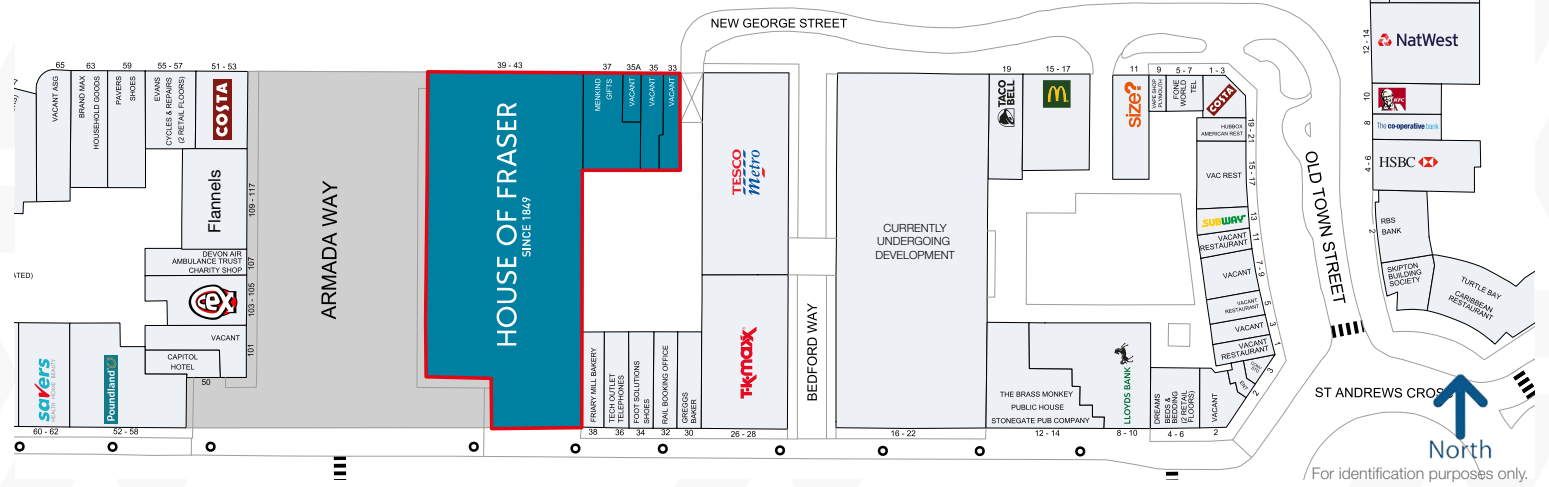 NEW GEORGE STREET
65
63
59
55 - 57
51 - 53
39 - 43
37
35A
35
33
19
15 - 17
11
9
5 - 7
1 - 3
VACANT ASG
BRAND MAX
HOUSEHOLD GOODS
PAVERS
SHOES
EVANS
CYCLES & REPAIRS
(2 RETAIL FLOORS)
COSTA
Flannels
109 - 117
DEVON AIR
AMBULANCE TRUST
CHARITY SHOP
107
CeX
103 - 105
VACANT
101
CAPITOL
HOTEL
50
ATED)
savers
HEALTH HOME BEAUTY
Poundland
60 - 62
52 - 58
ARMADA WAY
HOUSE OF FRASER
SINCE 1849
MENKIND
GIFTS
VACANT
VACANT
VACANT
TESCO
Metro
TK·maxx
FRIARY MILL BAKERY
TECH OUTLET
TELEPHONES
FOOT SOLUTIONS
SHOES
RAIL BOOKING OFFICE
GREGGS
BAKER
38
36
34
32
30
26 - 28
BEDFORD WAY
CURRENTLY
UNDERGOING
DEVELOPMENT
16 - 22
TACO
BELL
M
size?
VAPE SHOP
PLYMOUTH
FONE
WORLD
TEL
COSTA
HUBBOX
AMERICAN REST
19 - 21
VAC REST
15 - 17
SUBWAY
13
VACANT
RESTAURANT
11
VACANT
7 - 9
VACANT
RESTAURANT
5
VACANT
3
VACANT
RESTAURANT
1
3
ENT
2
THE BRASS MONKEY
PUBLIC HOUSE
STONEGATE PUB COMPANY
12 - 14
LLOYDS BANK
8 - 10
DREAMS
BEDS &
BEDDING
(2 RETAIL
FLOORS)
4 - 6
VACANT
2
OLD TOWN STREET
12 - 14
NatWest
10
KFC
8
The co-operative bank
4 - 6
HSBC
2
RBS
BANK
SKIPTON
BUILDING
SOCIETY
TURTLE BAY
CARIBBEAN
RESTAURANT
ST ANDREWS CROSS
North
For identification purposes only.